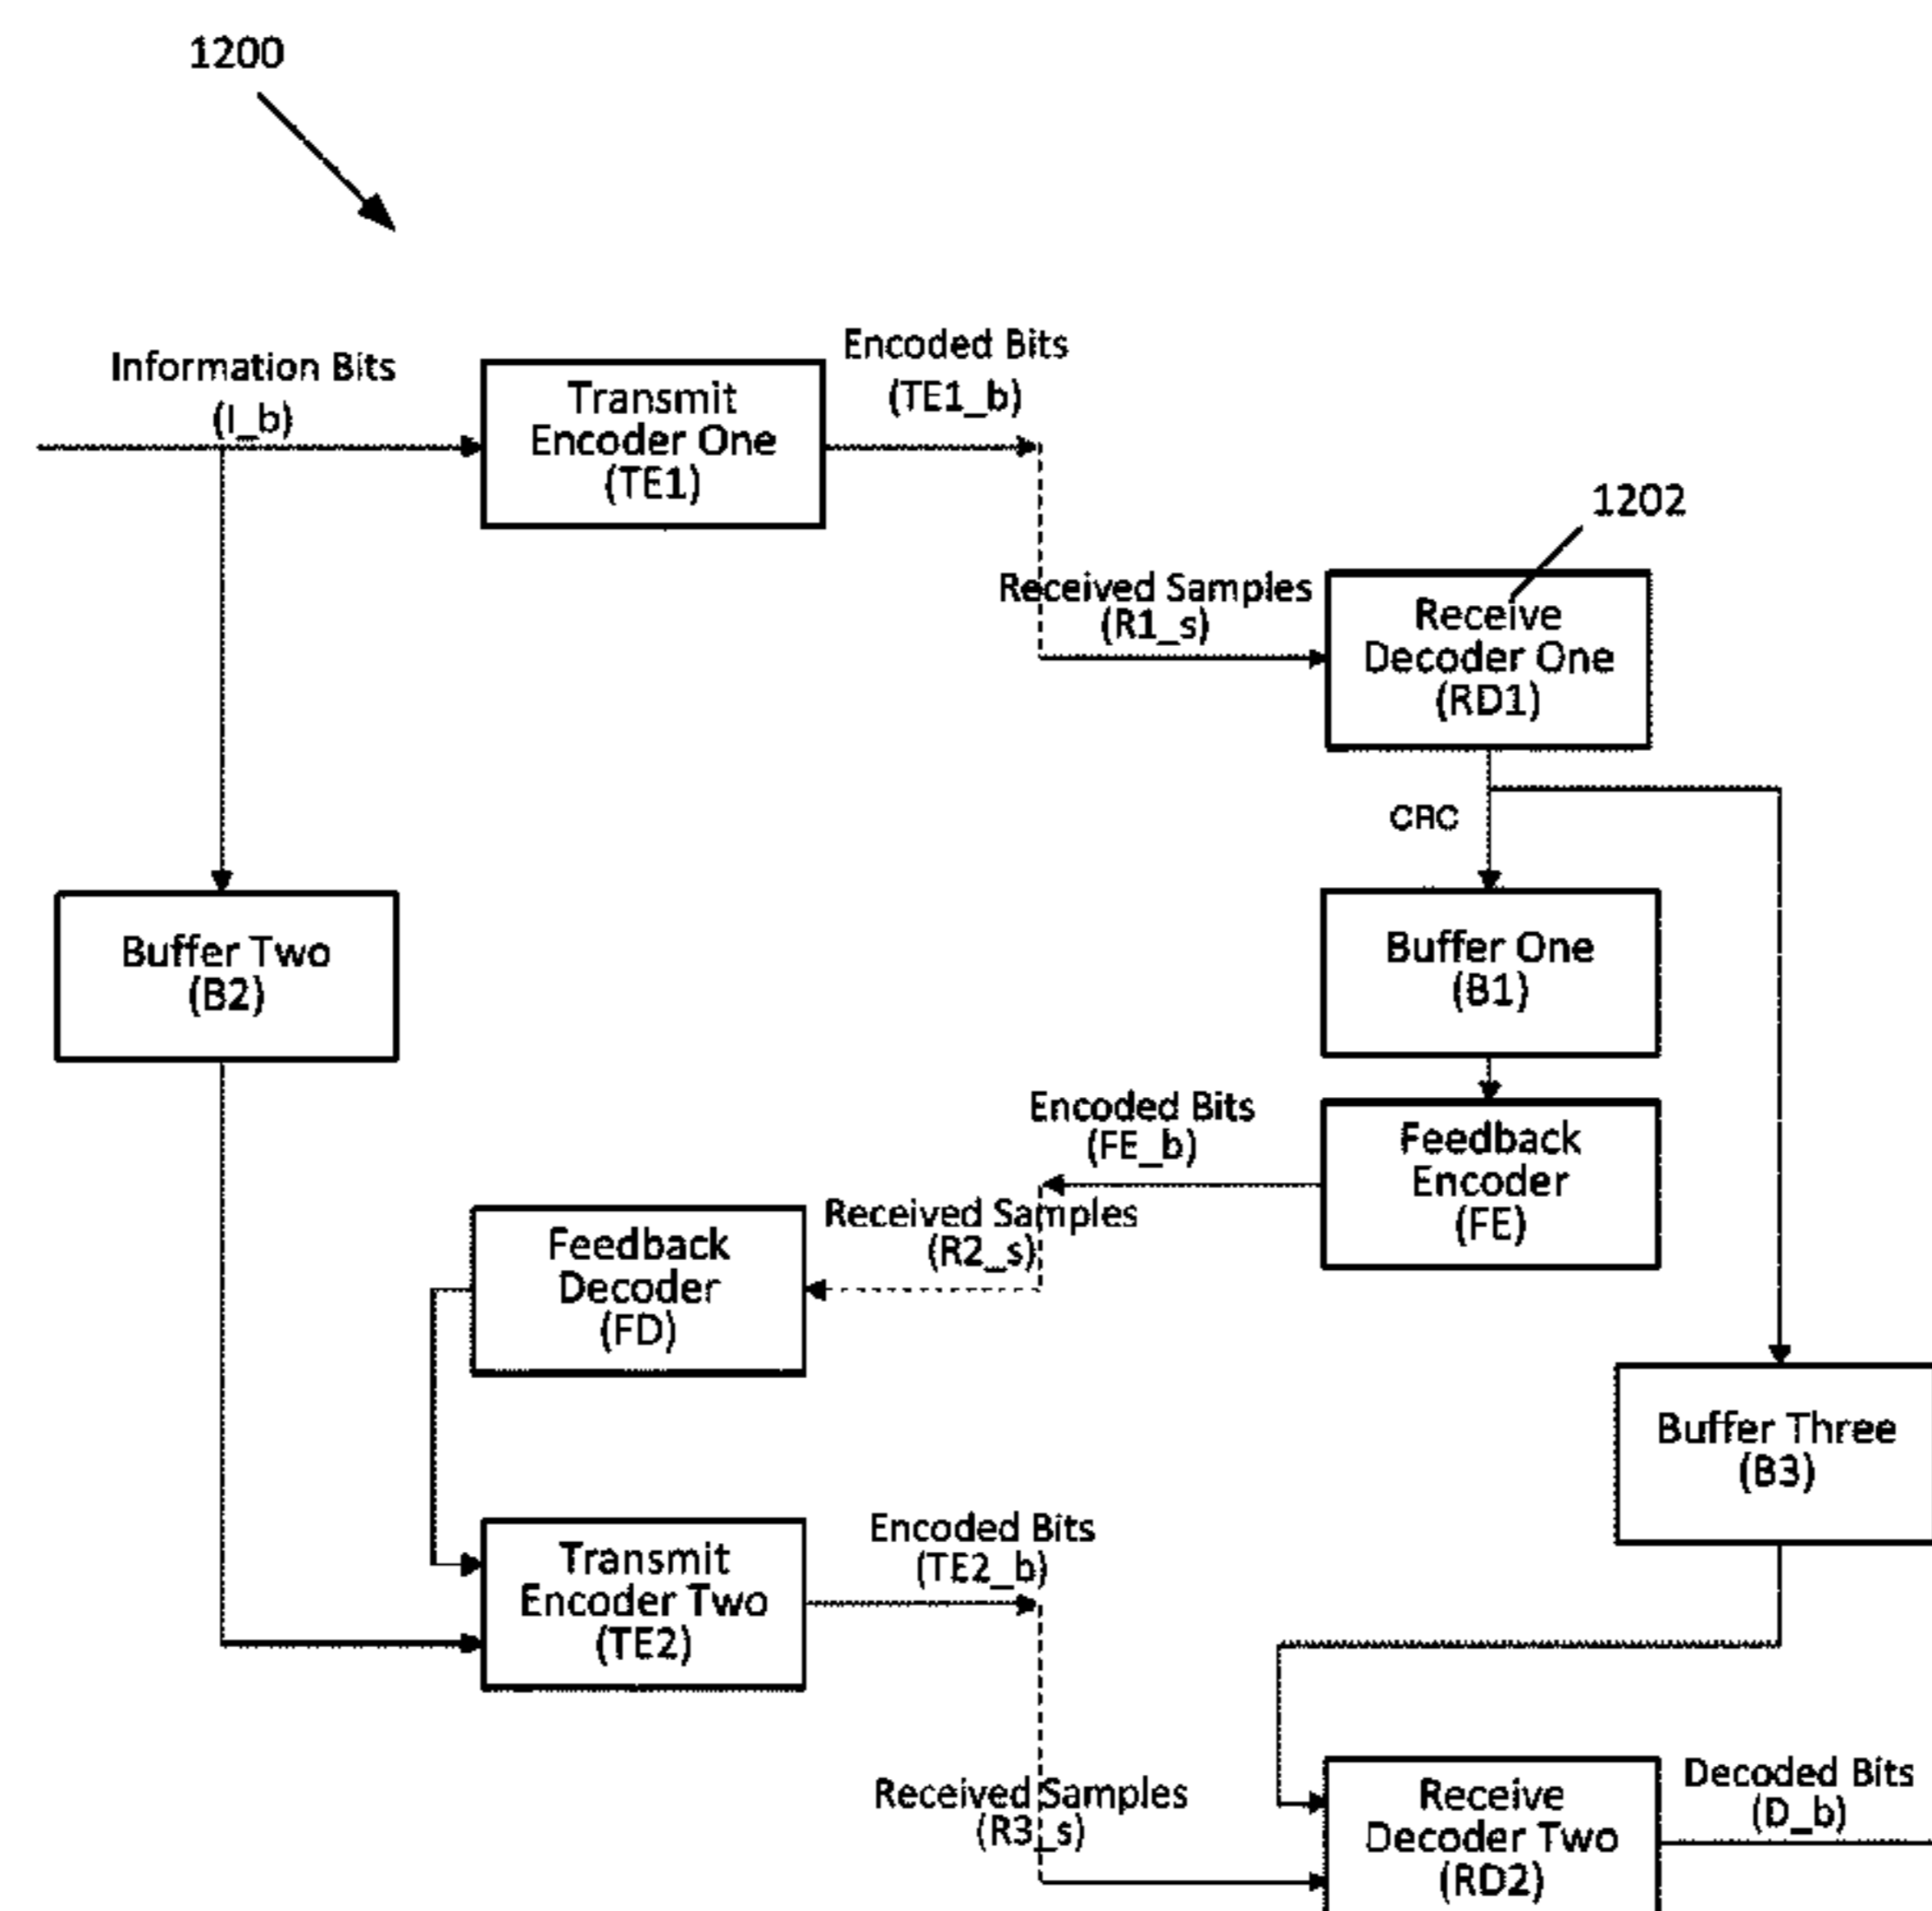 1200
Information Bits
(I_b)
Transmit
Encoder One
(TE1)
Encoded Bits
(TE1_b)
1202
Received Samples
(R1_s)
Receive
Decoder One
(RD1)
CRC
Buffer Two
(B2)
Buffer One
(B1)
Encoded Bits
(FE_b)
Feedback
Encoder
(FE)
Received Samples
(R2_s)
Feedback
Decoder
(FD)
Buffer Three
(B3)
Transmit
Encoder Two
(TE2)
Encoded Bits
(TE2_b)
Received Samples
(R3_s)
Receive
Decoder Two
(RD2)
Decoded Bits
(D_b)